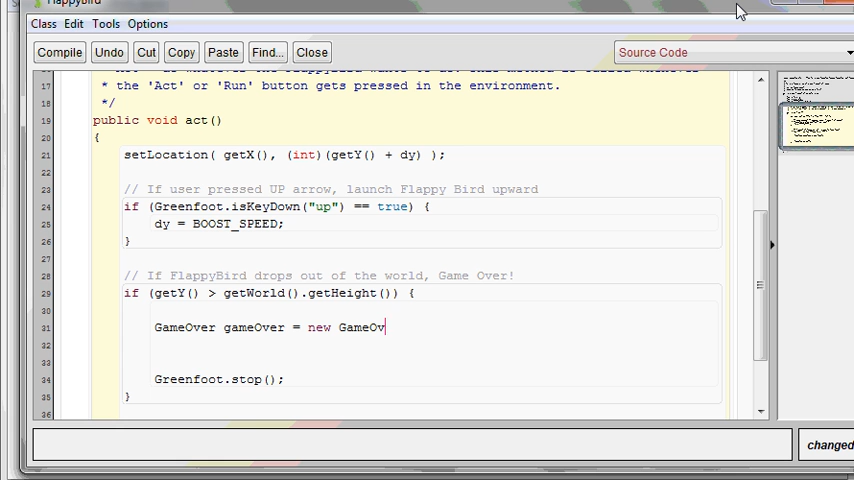 FlappyBird
Class Edit Tools Options
Compile Undo Cut Copy Paste Find... Close Source Code
17 * the 'Act' or 'Run' button gets pressed in the environment.
18 */
19 public void act()
20 {
21 setLocation( getX(), (int)(getY() + dy) );
22
23 // If user pressed UP arrow, launch Flappy Bird upward
24 if (Greenfoot.isKeyDown("up") == true) {
25 dy = BOOST_SPEED;
26 }
27
28 // If FlappyBird drops out of the world, Game Over!
29 if (getY() > getWorld().getHeight()) {
30
31 GameOver gameOver = new GameOv
32
33
34 Greenfoot.stop();
35 }
36
changed